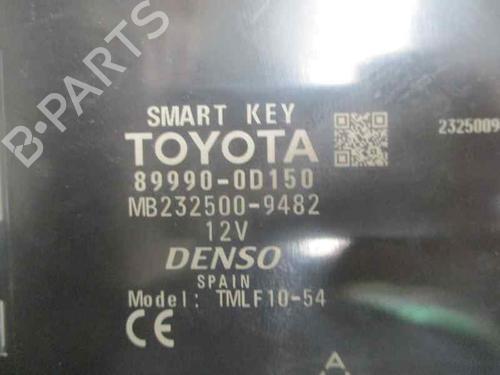 B-PARTS
SMART KEY
TOYOTA
89990-0D150
2325009
MB232500-9482
12V
DENSO
SPAIN
Model: TMLF10-54
CE
A